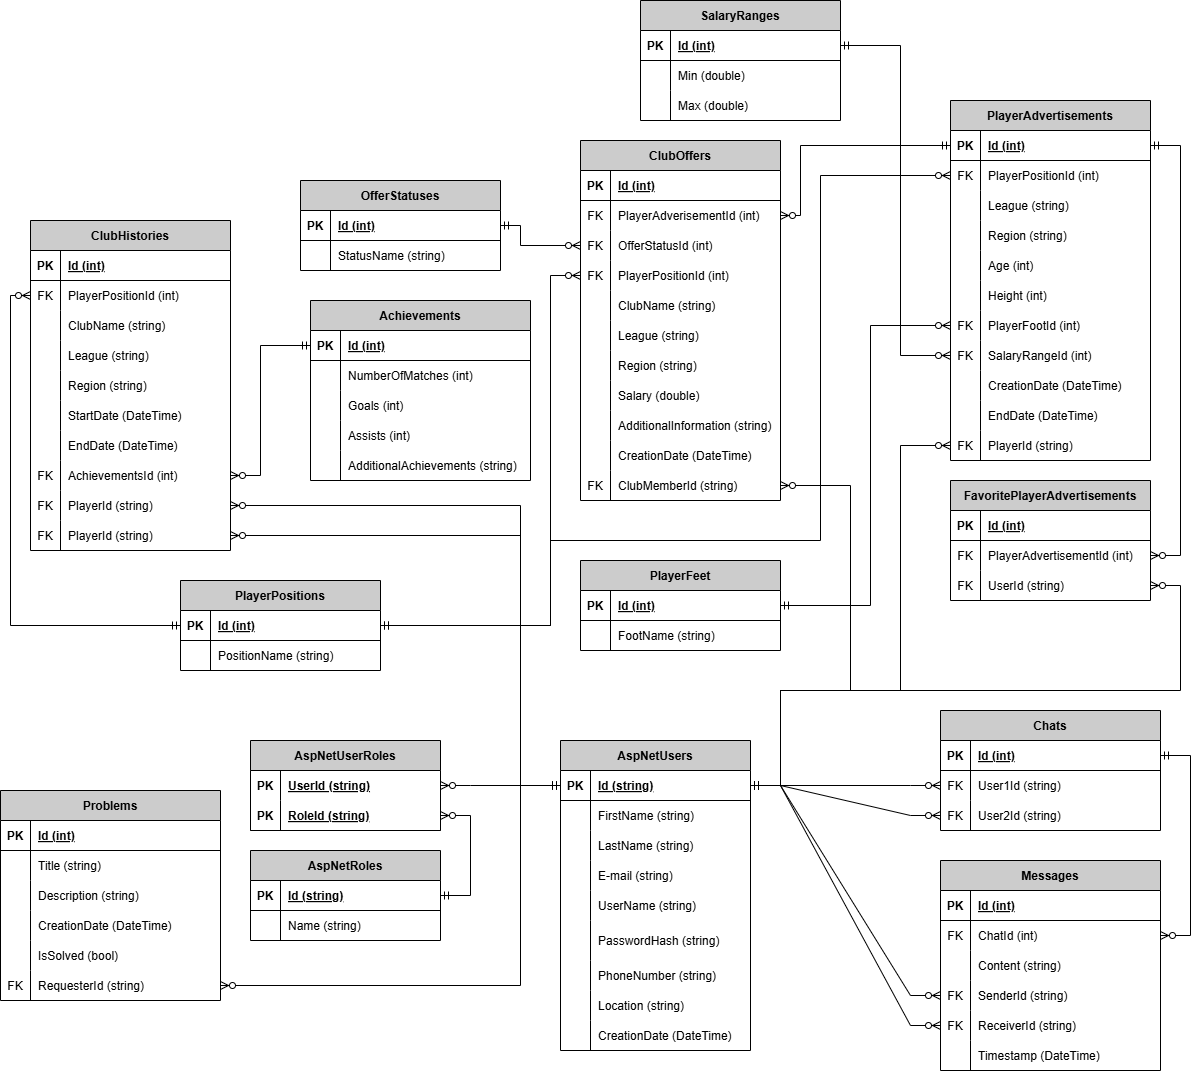 SalaryRanges
PK Id (int)
Min (double)
Max (double)
PlayerAdvertisements
PK Id (int)
FK PlayerPositionId (int)
League (string)
Region (string)
Age (int)
Height (int)
FK PlayerFootId (int)
FK SalaryRangeId (int)
CreationDate (DateTime)
EndDate (DateTime)
FK PlayerId (string)
ClubOffers
PK Id (int)
FK PlayerAdverisementId (int)
FK OfferStatusId (int)
FK PlayerPositionId (int)
ClubName (string)
League (string)
Region (string)
Salary (double)
AdditionalInformation (string)
CreationDate (DateTime)
FK ClubMemberId (string)
OfferStatuses
PK Id (int)
StatusName (string)
ClubHistories
PK Id (int)
FK PlayerPositionId (int)
ClubName (string)
League (string)
Region (string)
StartDate (DateTime)
EndDate (DateTime)
FK AchievementsId (int)
FK PlayerId (string)
FK PlayerId (string)
Achievements
PK Id (int)
NumberOfMatches (int)
Goals (int)
Assists (int)
AdditionalAchievements (string)
FavoritePlayerAdvertisements
PK Id (int)
FK PlayerAdvertisementId (int)
FK UserId (string)
PlayerFeet
PK Id (int)
FootName (string)
PlayerPositions
PK Id (int)
PositionName (string)
Chats
PK Id (int)
FK User1Id (string)
FK User2Id (string)
AspNetUserRoles
PK UserId (string)
PK RoleId (string)
AspNetUsers
PK Id (string)
FirstName (string)
LastName (string)
E-mail (string)
UserName (string)
PasswordHash (string)
PhoneNumber (string)
Location (string)
CreationDate (DateTime)
Problems
PK Id (int)
Title (string)
Description (string)
CreationDate (DateTime)
IsSolved (bool)
FK RequesterId (string)
AspNetRoles
PK Id (string)
Name (string)
Messages
PK Id (int)
FK ChatId (int)
Content (string)
FK SenderId (string)
FK ReceiverId (string)
Timestamp (DateTime)